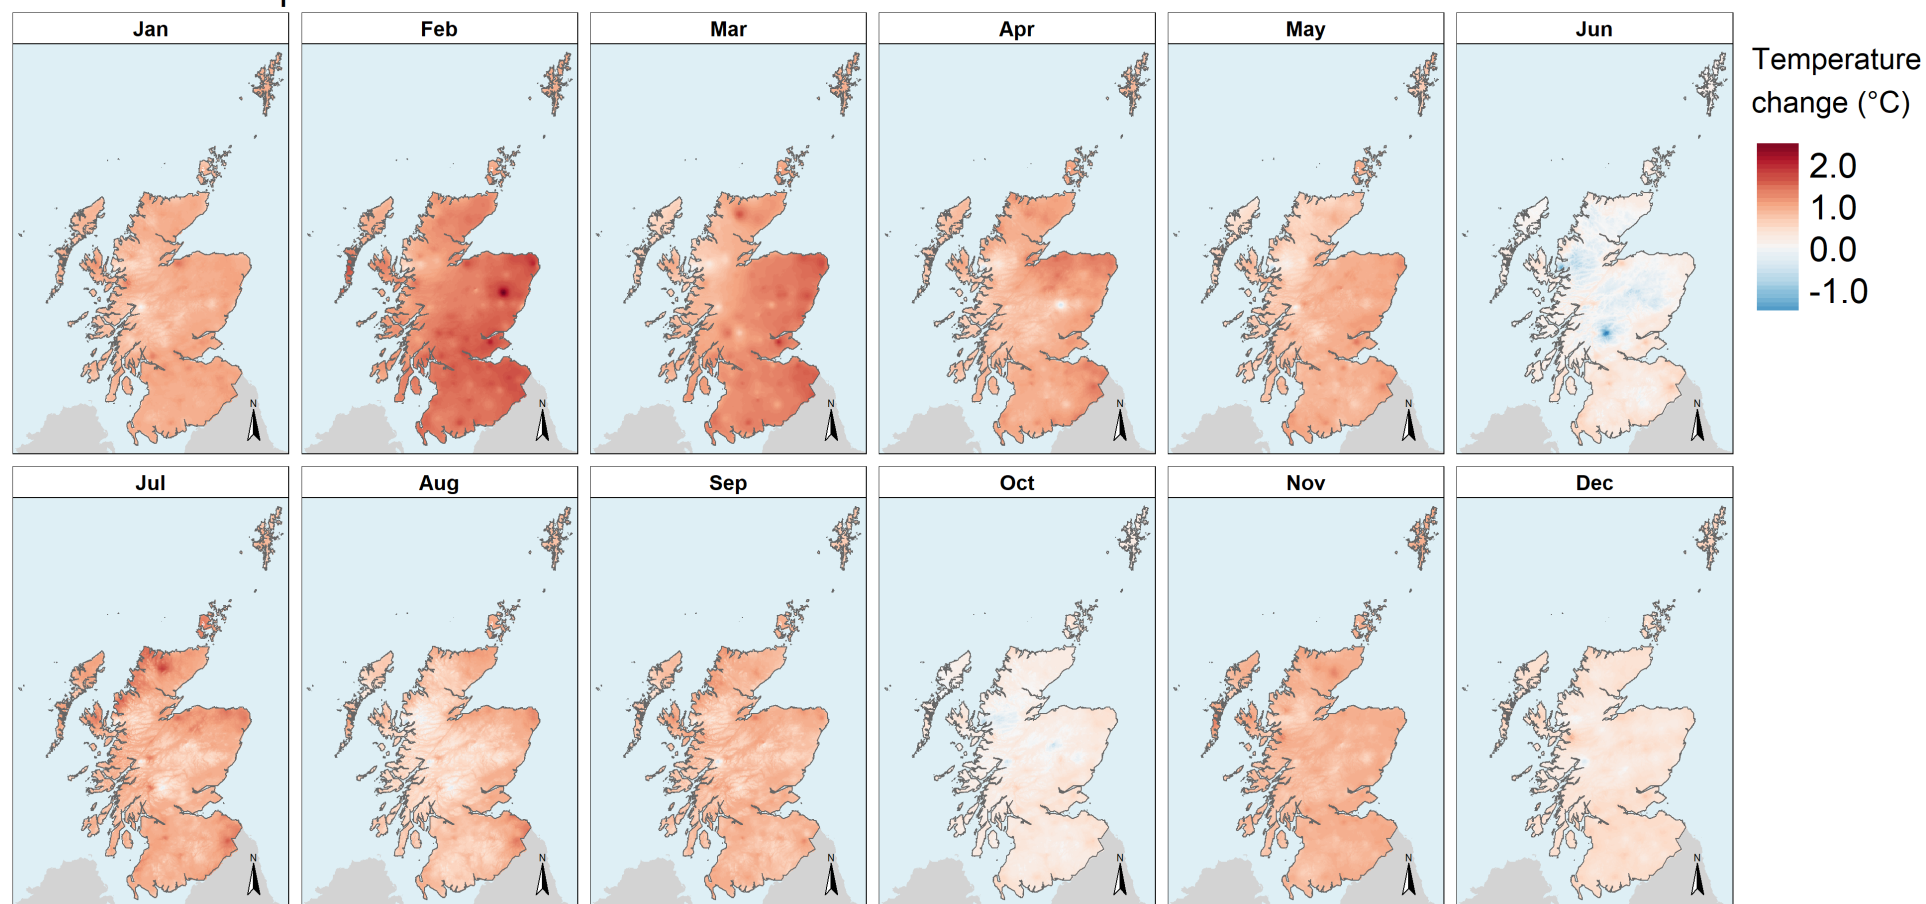 Jan
Feb
Mar
Apr
May
Jun
Temperature
change (°C)
2.0
1.0
0.0
-1.0
N
N
N
N
N
N
Jul
Aug
Sep
Oct
Nov
Dec
N
N
N
N
N
N